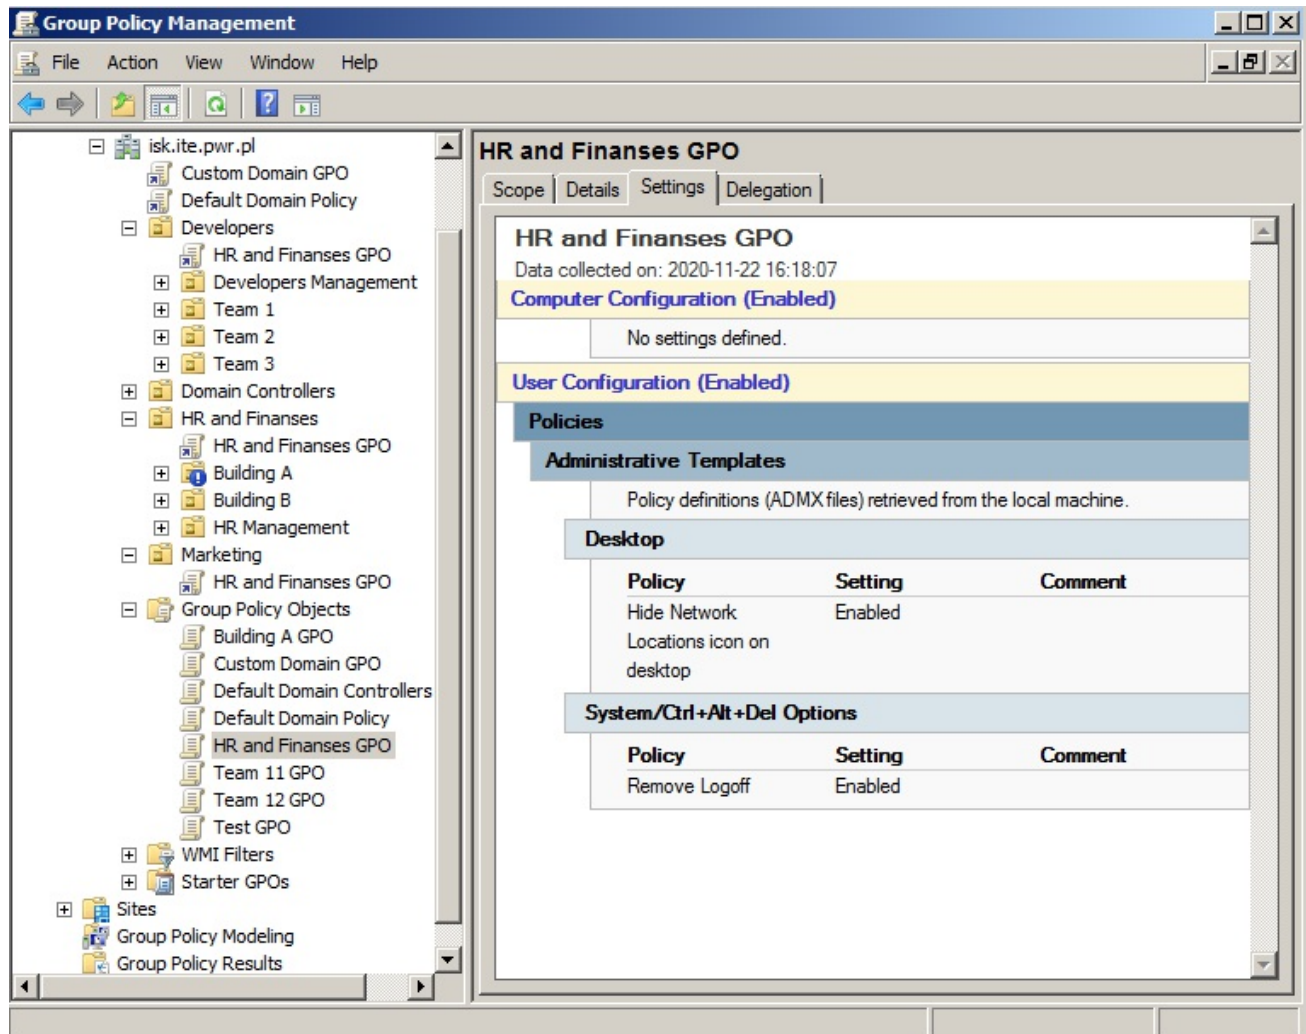 Group Policy Management
File Action View Window Help
isk.ite.pwr.pl
Custom Domain GPO
Default Domain Policy
Developers
HR and Finanses GPO
Developers Management
Team 1
Team 2
Team 3
Domain Controllers
HR and Finanses
HR and Finanses GPO
Building A
Building B
HR Management
Marketing
HR and Finanses GPO
Group Policy Objects
Building A GPO
Custom Domain GPO
Default Domain Controllers
Default Domain Policy
HR and Finanses GPO
Team 11 GPO
Team 12 GPO
Test GPO
WMI Filters
Starter GPOs
Sites
Group Policy Modeling
Group Policy Results
HR and Finanses GPO
Scope Details Settings Delegation
HR and Finanses GPO
Data collected on: 2020-11-22 16:18:07
Computer Configuration (Enabled)
No settings defined.
User Configuration (Enabled)
Policies
Administrative Templates
Policy definitions (ADMX files) retrieved from the local machine.
Desktop
Policy Setting Comment
Hide Network Enabled
Locations icon on
desktop
System/Ctrl+Alt+Del Options
Policy Setting Comment
Remove Logoff Enabled